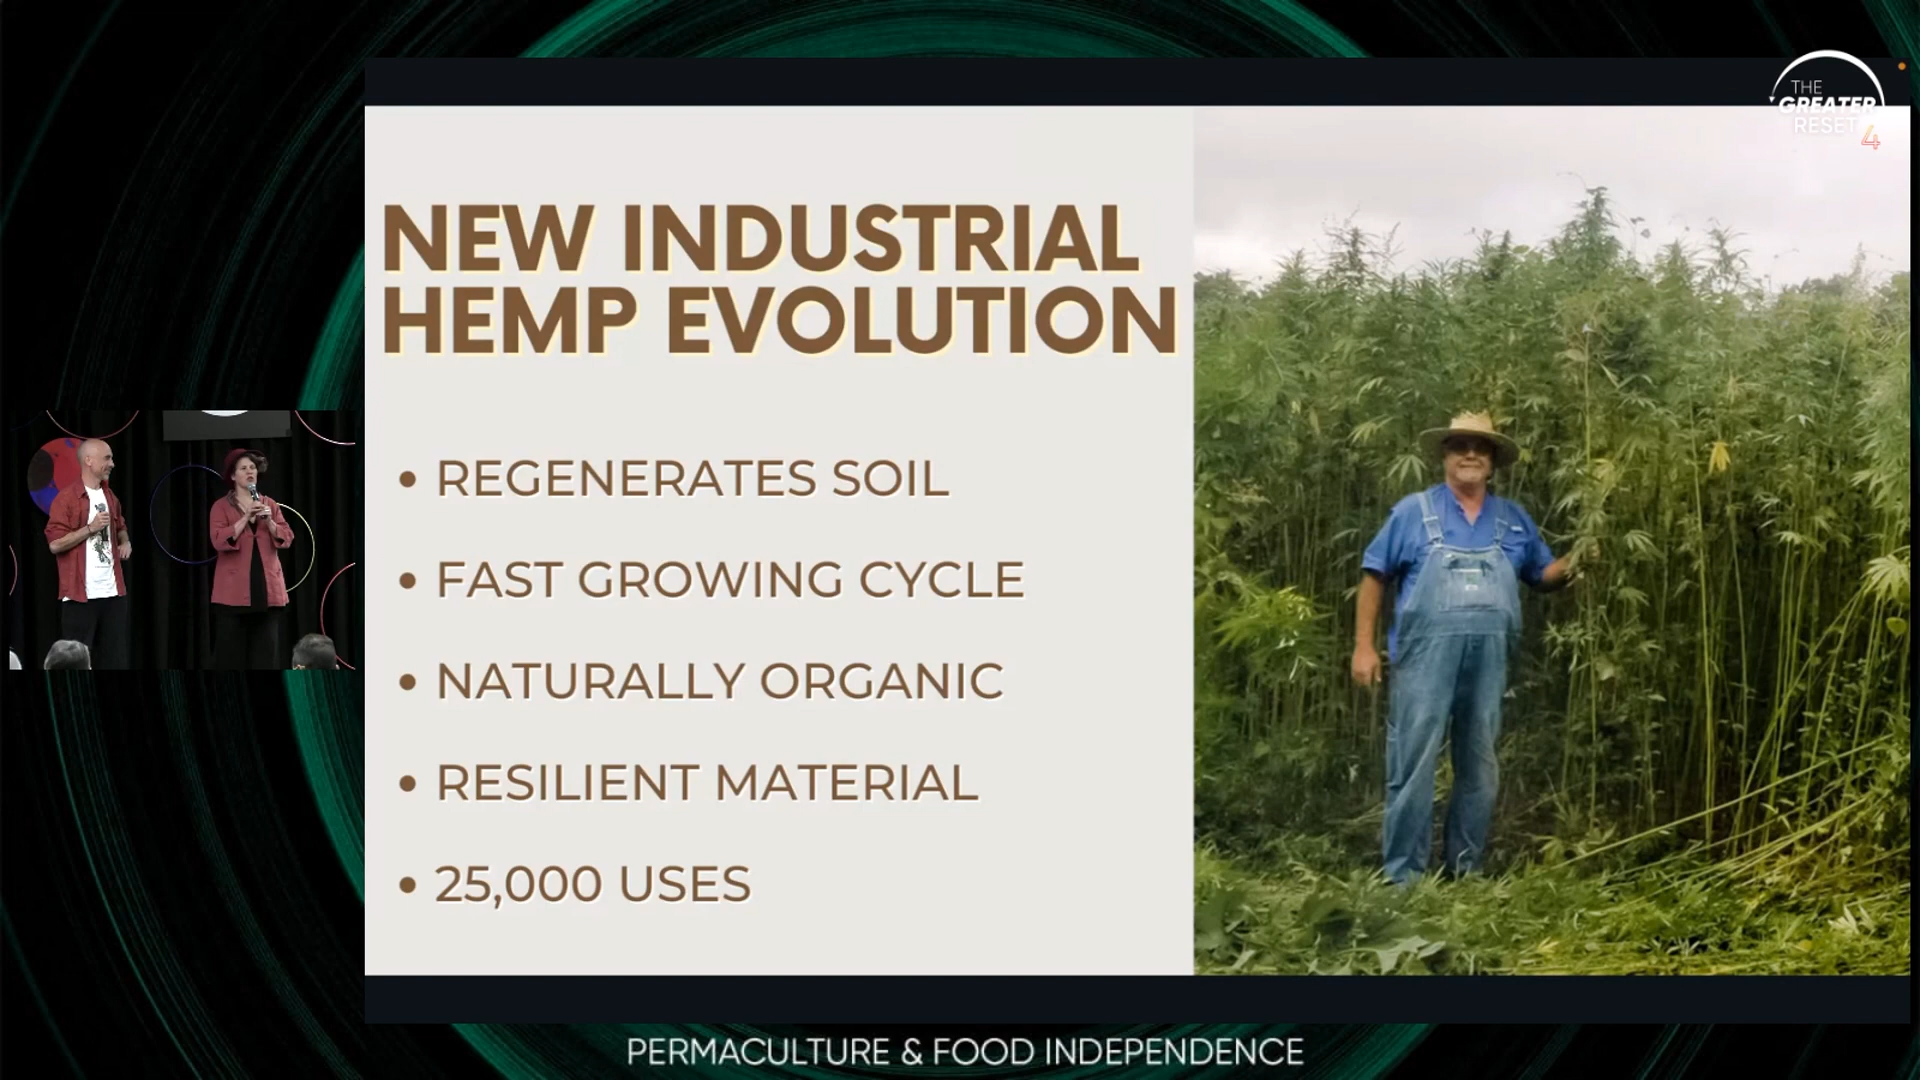 THE
GREATER
RESET
4
NEW INDUSTRIAL
HEMP EVOLUTION
• REGENERATES SOIL
• FAST GROWING CYCLE
• NATURALLY ORGANIC
• RESILIENT MATERIAL
• 25,000 USES
PERMACULTURE & FOOD INDEPENDENCE